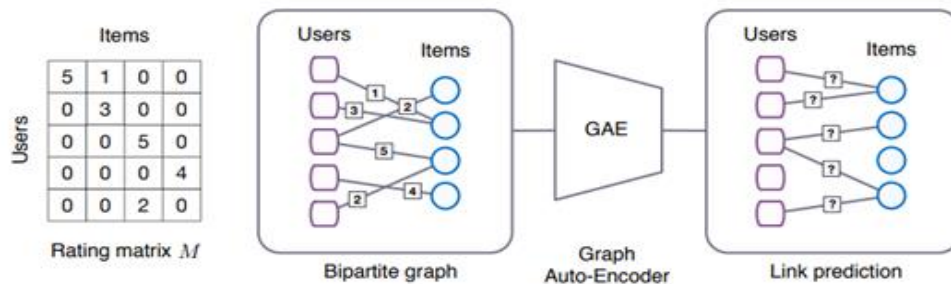 Items
Users
5 1 0 0
0 3 0 0
0 0 5 0
0 0 0 4
0 0 2 0
Rating matrix M
Users
Items
1
2
3
5
4
2
Bipartite graph
GAE
Graph
Auto-Encoder
Users
Items
?
?
?
?
?
Link prediction